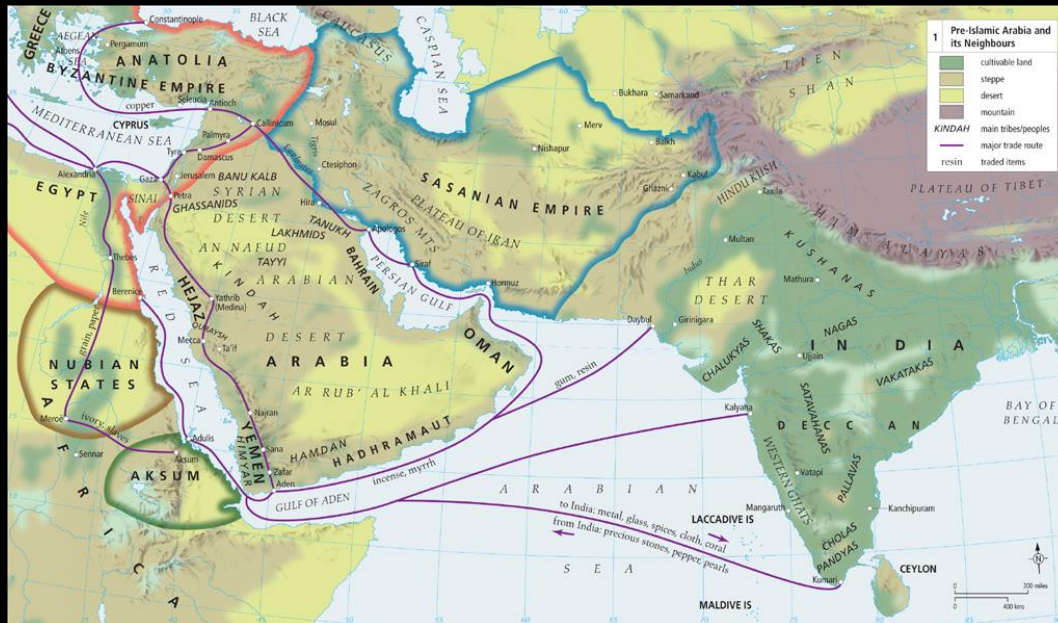 1 Pre-Islamic Arabia and
its Neighbours
cultivable land
steppe
desert
mountain
KINDAH main tribes/peoples
major trade route
resin traded items
GREECE
AEGEAN
SEA
Athens
Constantinople
Pergamum
ANATOLIA
BYZANTINE EMPIRE
BLACK
SEA
CAUCASUS
CASPIAN SEA
TIEN
SHAN
Bukhara
Samarkand
Merv
Balkh
Nishapur
Kabul
Ghazni
HINDU KUSH
Taxila
PLATEAU OF TIBET
HIMALAYAS
copper
Seleucia
Antioch
CYPRUS
MEDITERRANEAN SEA
Callinicum
Mosul
Tigris
Palmyra
Tyre
Damascus
Euphrates
Ctesiphon
SASANIAN EMPIRE
ZAGROS MTS
PLATEAU OF IRAN
Alexandria
Gaza
Jerusalem
BANU KALB
SYRIAN
DESERT
EGYPT
SINAI
Petra
GHASSANIDS
Hira
TANUKH
LAKHMIDS
Apologos
Siraf
Hormuz
PERSIAN GULF
BAHRAIN
Nile
AN NAFUD
TAYYI
KINDAH
ARABIAN
DESERT
Thebes
Berenice
RED SEA
HEJAZ
Yathrib
(Medina)
QURAYSH
Mecca
Ta'if
ARABIA
OMAN
AR RUB' AL KHALI
grain, papyri
NUBIAN
STATES
Meroë
ivory, slaves
Sennar
Adulis
Aksum
AKSUM
AFRICA
Najran
YEMEN
HIMYAR
Sana
Zafar
Aden
HAMDAN
HADHRAMAUT
GULF OF ADEN
incense, myrrh
gum, resin
ARABIAN
SEA
to India: metal, glass, spices, cloth, coral
from India: precious stones, pepper, pearls
Multan
Indus
KUSHANAS
Mathura
THAR
DESERT
Daybul
Girinigara
SHAKAS
CHALUKYAS
NAGAS
INDIA
Ujjain
VAKATAKAS
SATAVAHANAS
Kalyana
DECCAN
BAY OF
BENGAL
WESTERN GHATS
Vatapi
PALLAVAS
Mangaruth
Kanchipuram
LACCADIVE IS
CHOLAS
PANDYAS
Kumari
CEYLON
MALDIVE IS
N
0 300 miles
0 400 kms